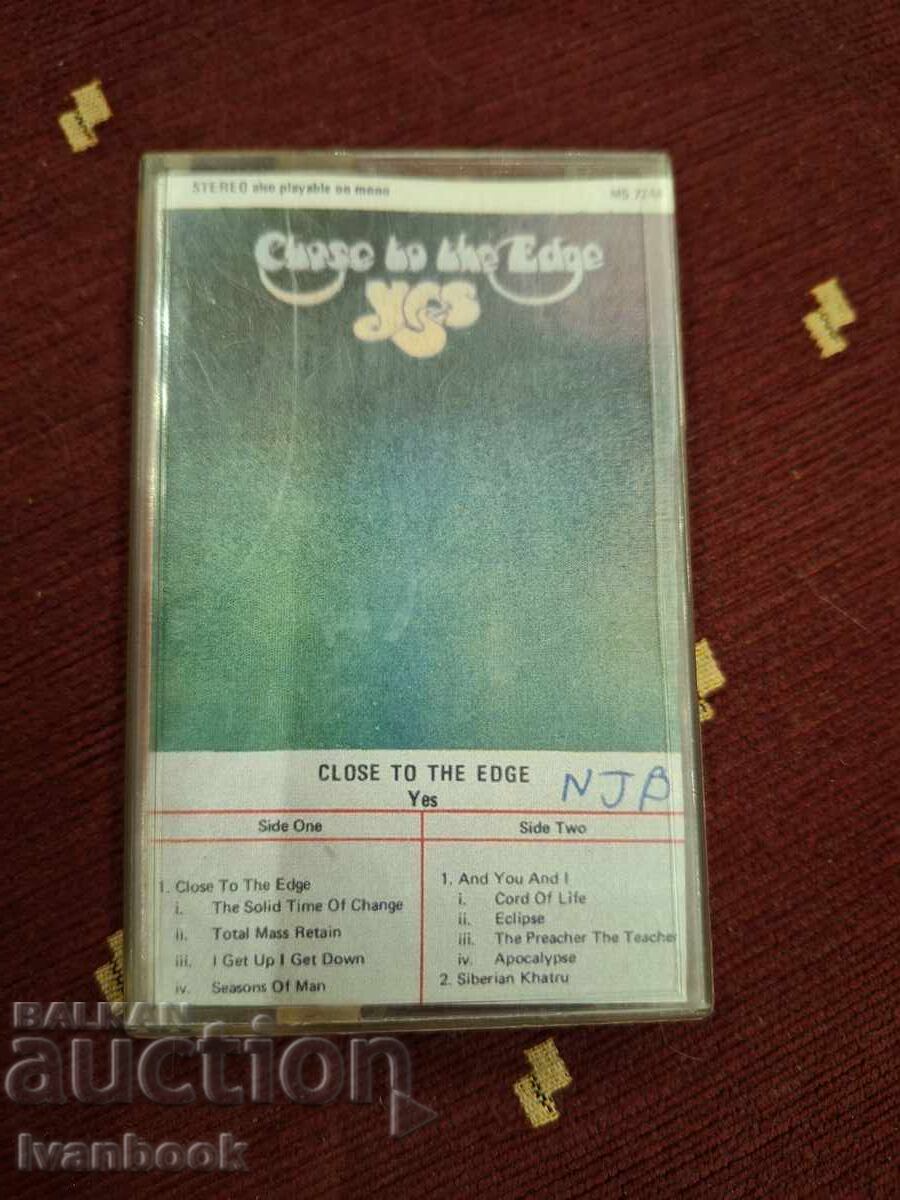 STEREO also playable on mono
Close to the Edge
Yes
CLOSE TO THE EDGE
Yes
NJB
Side One
Side Two
1. Close To The Edge
i. The Solid Time Of Change
ii. Total Mass Retain
iii. I Get Up I Get Down
iv. Seasons Of Man
1. And You And I
i. Cord Of Life
ii. Eclipse
iii. The Preacher The Teacher
iv. Apocalypse
2. Siberian Khatru
BALKAN
auction
Ivanbook